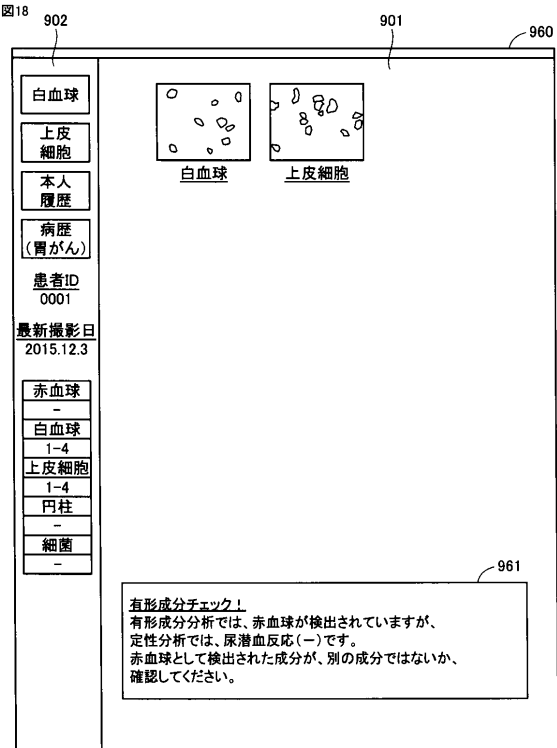 図18
902
901
960
白血球
上皮
細胞
本人
履歴
病歴
(胃がん)
患者ID
0001
最新撮影日
2015.12.3
赤血球
-
白血球
1-4
上皮細胞
1-4
円柱
-
細菌
-
白血球
上皮細胞
961
有形成分チェック!
有形成分分析では、赤血球が検出されていますが、
定性分析では、尿潜血反応(-)です。
赤血球として検出された成分が、別の成分ではないか、
確認してください。